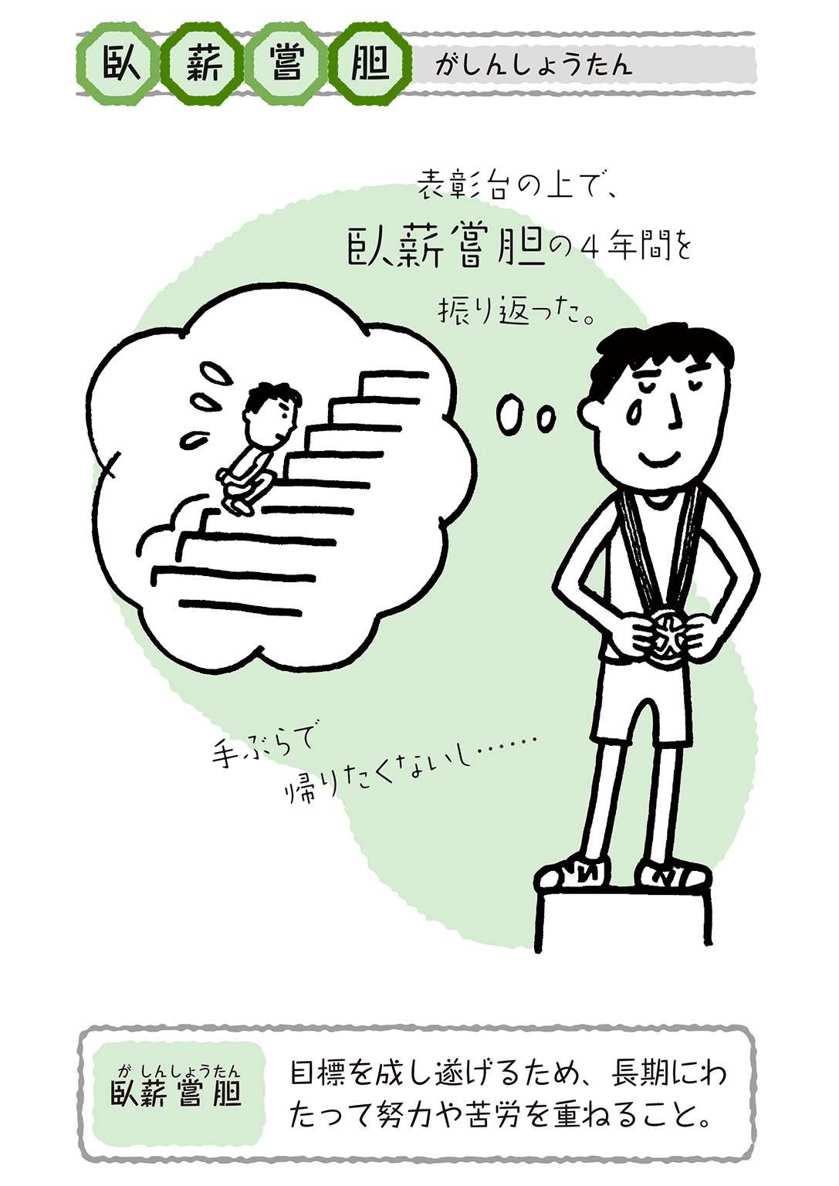 臥薪嘗胆 がしんしょうたん
表彰台の上で、
臥薪嘗胆の4年間を
振り返った。
手ぶらで
帰りたくないし……
がしんしょうたん
臥薪嘗胆
目標を成し遂げるため、長期にわ
たって努力や苦労を重ねること。